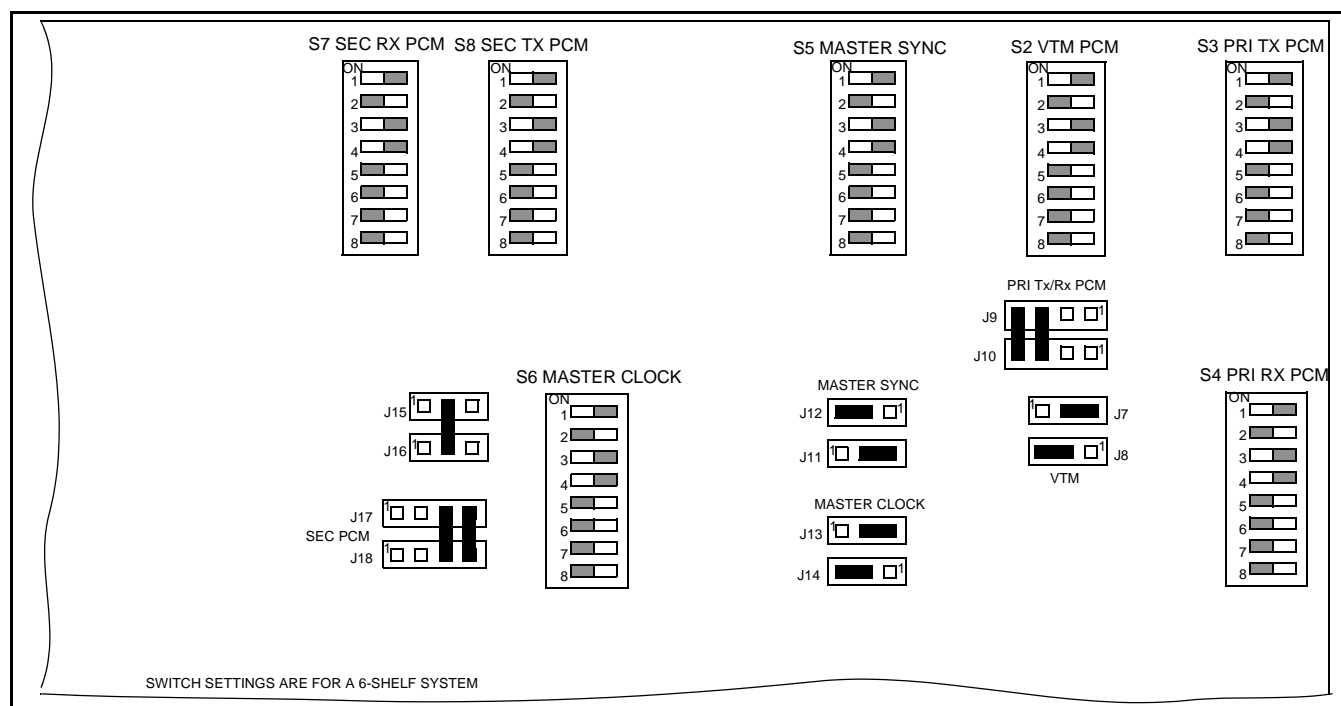 S7 SEC RX PCM
ON
1
2
3
4
5
6
7
8
S8 SEC TX PCM
ON
1
2
3
4
5
6
7
8
S5 MASTER SYNC
ON
1
2
3
4
5
6
7
8
S2 VTM PCM
ON
1
2
3
4
5
6
7
8
S3 PRI TX PCM
ON
1
2
3
4
5
6
7
8
PRI Tx/Rx PCM
J9 1
J10 1
J15 1
J16 1
J17 1
SEC PCM
J18 1
S6 MASTER CLOCK
ON
1
2
3
4
5
6
7
8
MASTER SYNC
J12 1
J11 1
MASTER CLOCK
J13 1
J14 1
1 J7
1 J8
VTM
S4 PRI RX PCM
ON
1
2
3
4
5
6
7
8
SWITCH SETTINGS ARE FOR A 6-SHELF SYSTEM